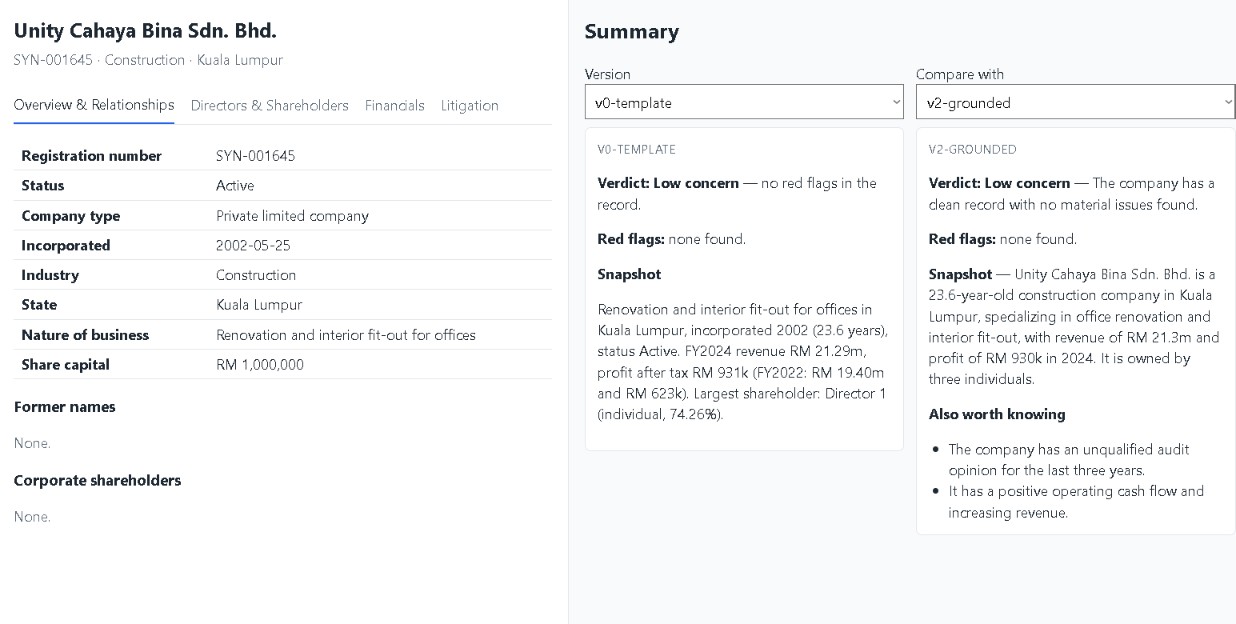 Unity Cahaya Bina Sdn. Bhd.
SYN-001645 · Construction · Kuala Lumpur
Overview & Relationships Directors & Shareholders Financials Litigation
Registration number SYN-001645
Status Active
Company type Private limited company
Incorporated 2002-05-25
Industry Construction
State Kuala Lumpur
Nature of business Renovation and interior fit-out for offices
Share capital RM 1,000,000
Former names
None.
Corporate shareholders
None.
Summary
Version
v0-template
V0-TEMPLATE
Verdict: Low concern — no red flags in the
record.
Red flags: none found.
Snapshot
Renovation and interior fit-out for offices in
Kuala Lumpur, incorporated 2002 (23.6 years),
status Active. FY2024 revenue RM 21.29m,
profit after tax RM 931k (FY2022: RM 19.40m
and RM 623k). Largest shareholder: Director 1
(individual, 74.26%).
Compare with
v2-grounded
V2-GROUNDED
Verdict: Low concern — The company has a
clean record with no material issues found.
Red flags: none found.
Snapshot — Unity Cahaya Bina Sdn. Bhd. is a
23.6-year-old construction company in Kuala
Lumpur, specializing in office renovation and
interior fit-out, with revenue of RM 21.3m and
profit of RM 930k in 2024. It is owned by
three individuals.
Also worth knowing
• The company has an unqualified audit
opinion for the last three years.
• It has a positive operating cash flow and
increasing revenue.